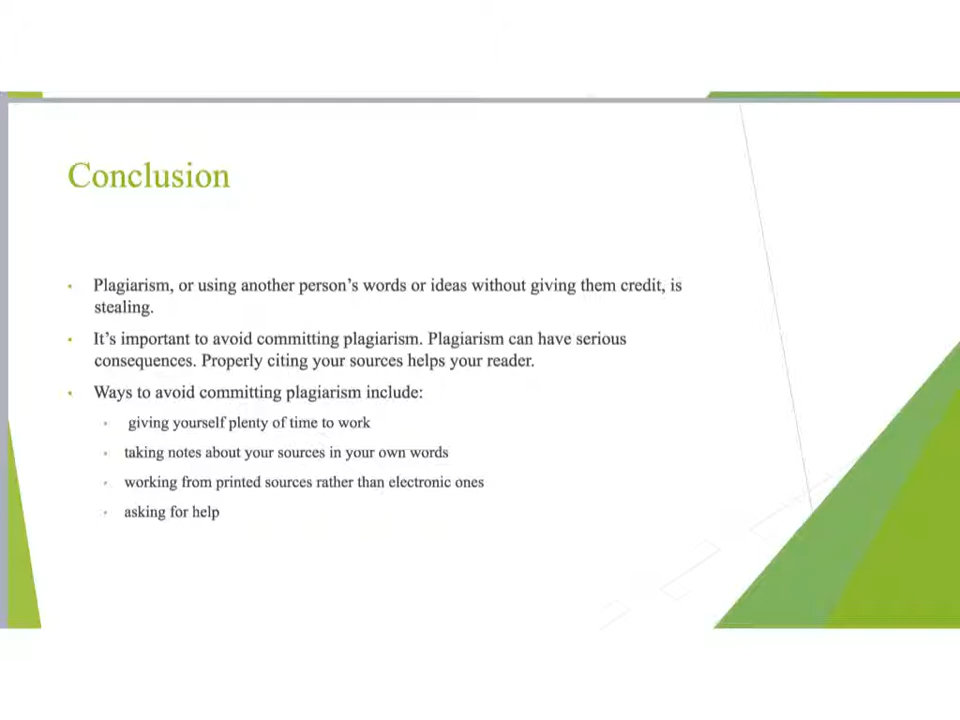 Conclusion
Plagiarism, or using another person’s words or ideas without giving them credit, is
stealing.
It’s important to avoid committing plagiarism. Plagiarism can have serious
consequences. Properly citing your sources helps your reader.
Ways to avoid committing plagiarism include:
giving yourself plenty of time to work
taking notes about your sources in your own words
working from printed sources rather than electronic ones
asking for help